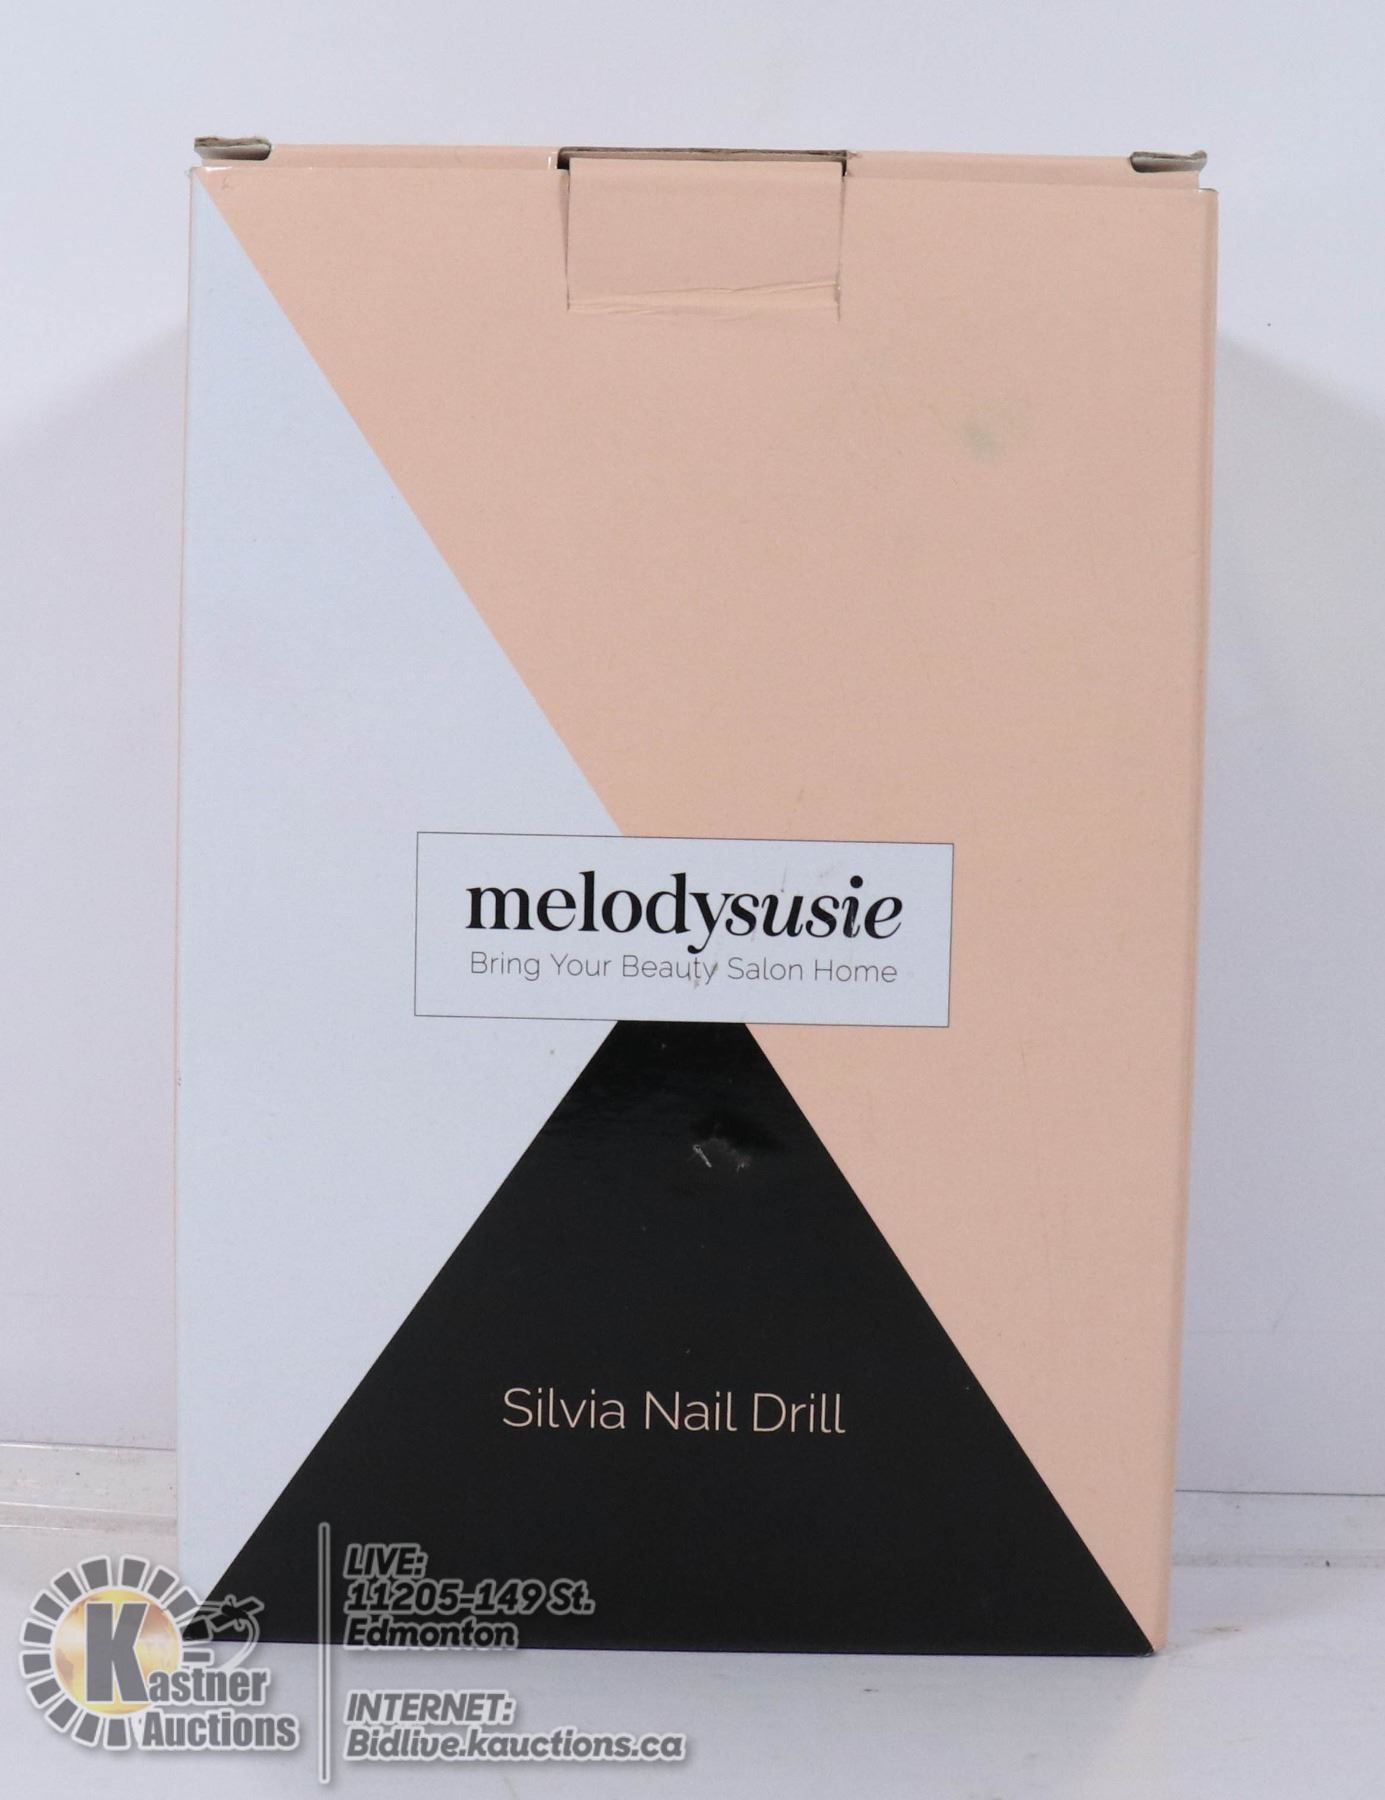 melodysusie
Bring Your Beauty Salon Home
Silvia Nail Drill
LIVE:
11205-149 St.
Edmonton
Kastner
Auctions
INTERNET:
Bidlive.kauctions.ca